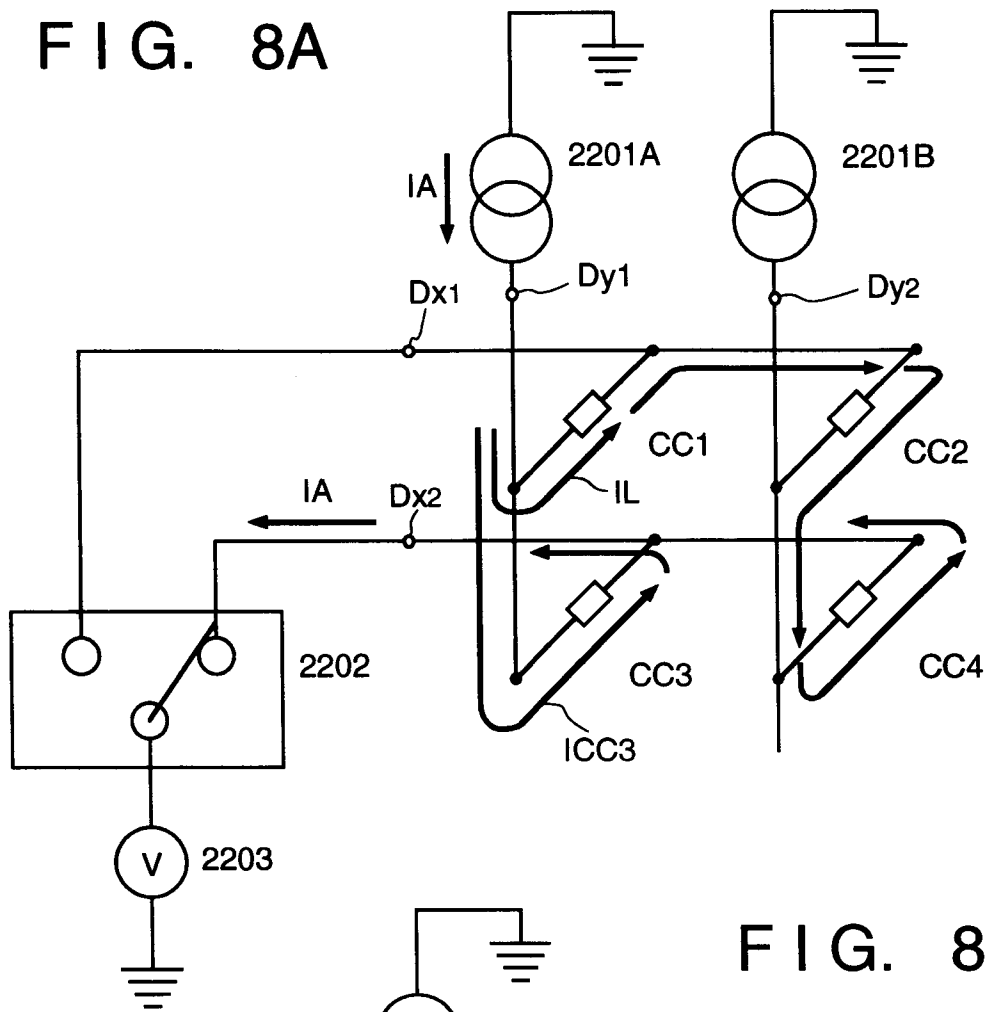 FIG. 8A
2201A
2201B
IA
Dx1
Dy1
Dy2
CC1
CC2
IL
IA
Dx2
2202
CC3
CC4
ICC3
V
2203
FIG. 8